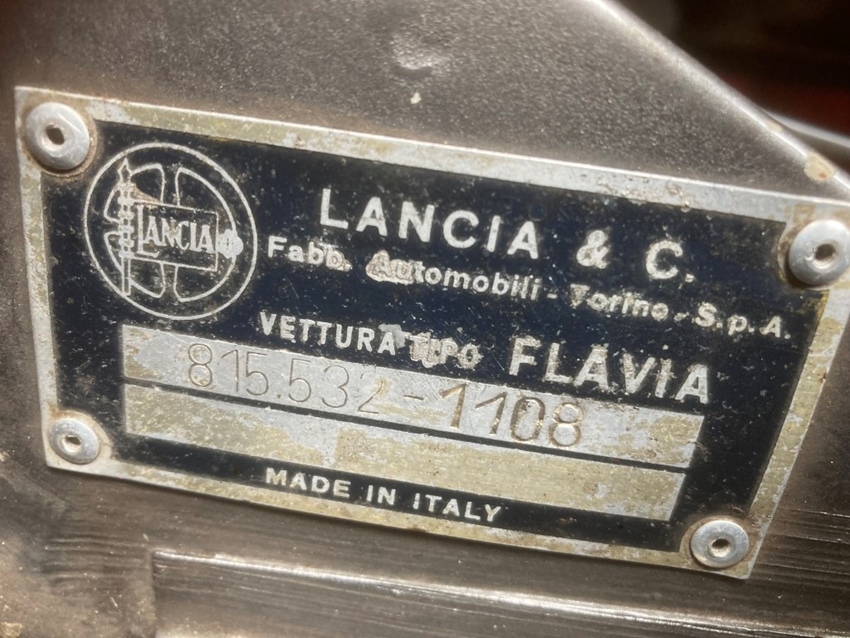 LANCIA
LANCIA & C.
Fabb. Automobili - Torino - S.p.A.
VETTURA TIPO FLAVIA
815.532-1108
MADE IN ITALY